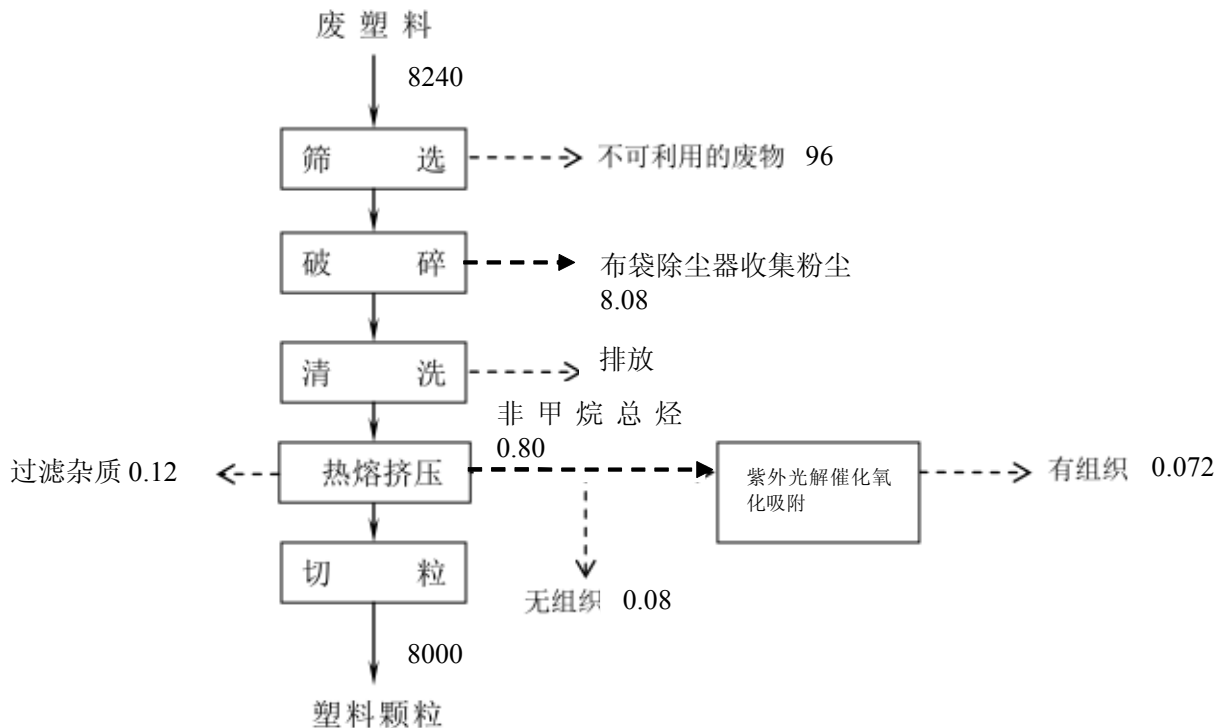 废塑料
8240
筛选
不可利用的废物 96
破碎
布袋除尘器收集粉尘
8.08
清洗
排放
非甲烷总烃
0.80
过滤杂质 0.12
热熔挤压
紫外光解催化氧
化吸附
有组织 0.072
切粒
无组织 0.08
8000
塑料颗粒